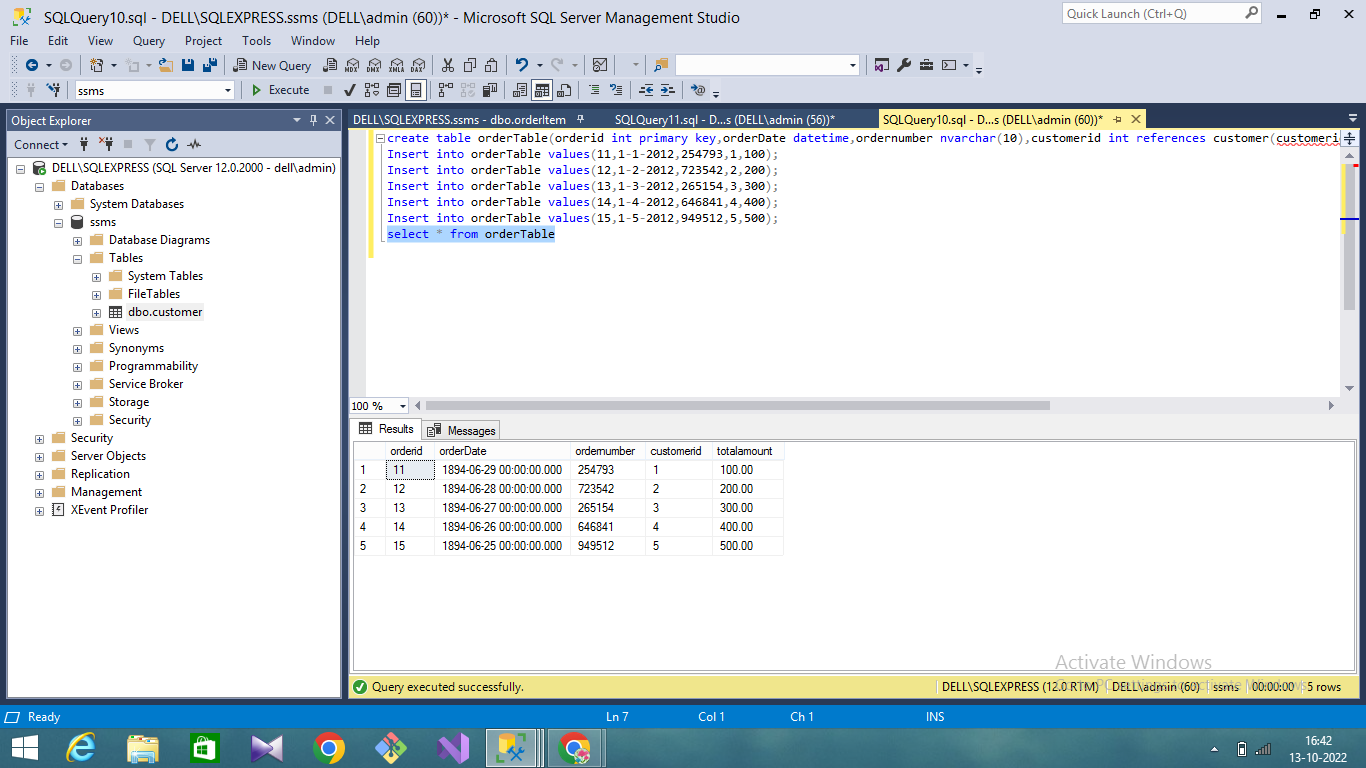 SQLQuery10.sql - DELL\SQLEXPRESS.ssms (DELL\admin (60))* - Microsoft SQL Server Management Studio
Quick Launch (Ctrl+Q)
File Edit View Query Project Tools Window Help
New Query MDX DMX XMLA DAX
ssms Execute
Object Explorer
Connect
DELL\SQLEXPRESS (SQL Server 12.0.2000 - dell\admin)
Databases
System Databases
ssms
Database Diagrams
Tables
System Tables
FileTables
dbo.customer
Views
Synonyms
Programmability
Service Broker
Storage
Security
Security
Server Objects
Replication
Management
XEvent Profiler
DELL\SQLEXPRESS.ssms - dbo.orderItem SQLQuery11.sql - D...s (DELL\admin (56))* SQLQuery10.sql - D...s (DELL\admin (60))*
create table orderTable(orderid int primary key,orderDate datetime,ordernumber nvarchar(10),customerid int references customer(customeri
Insert into orderTable values(11,1-1-2012,254793,1,100);
Insert into orderTable values(12,1-2-2012,723542,2,200);
Insert into orderTable values(13,1-3-2012,265154,3,300);
Insert into orderTable values(14,1-4-2012,646841,4,400);
Insert into orderTable values(15,1-5-2012,949512,5,500);
select * from orderTable
100 %
Results Messages
orderid orderDate ordernumber customerid totalamount
1 11 1894-06-29 00:00:00.000 254793 1 100.00
2 12 1894-06-28 00:00:00.000 723542 2 200.00
3 13 1894-06-27 00:00:00.000 265154 3 300.00
4 14 1894-06-26 00:00:00.000 646841 4 400.00
5 15 1894-06-25 00:00:00.000 949512 5 500.00
Activate Windows
Go to PC settings to activate Windows.
Query executed successfully. DELL\SQLEXPRESS (12.0 RTM) DELL\admin (60) ssms 00:00:00 5 rows
Ready Ln 7 Col 1 Ch 1 INS
16:42
13-10-2022